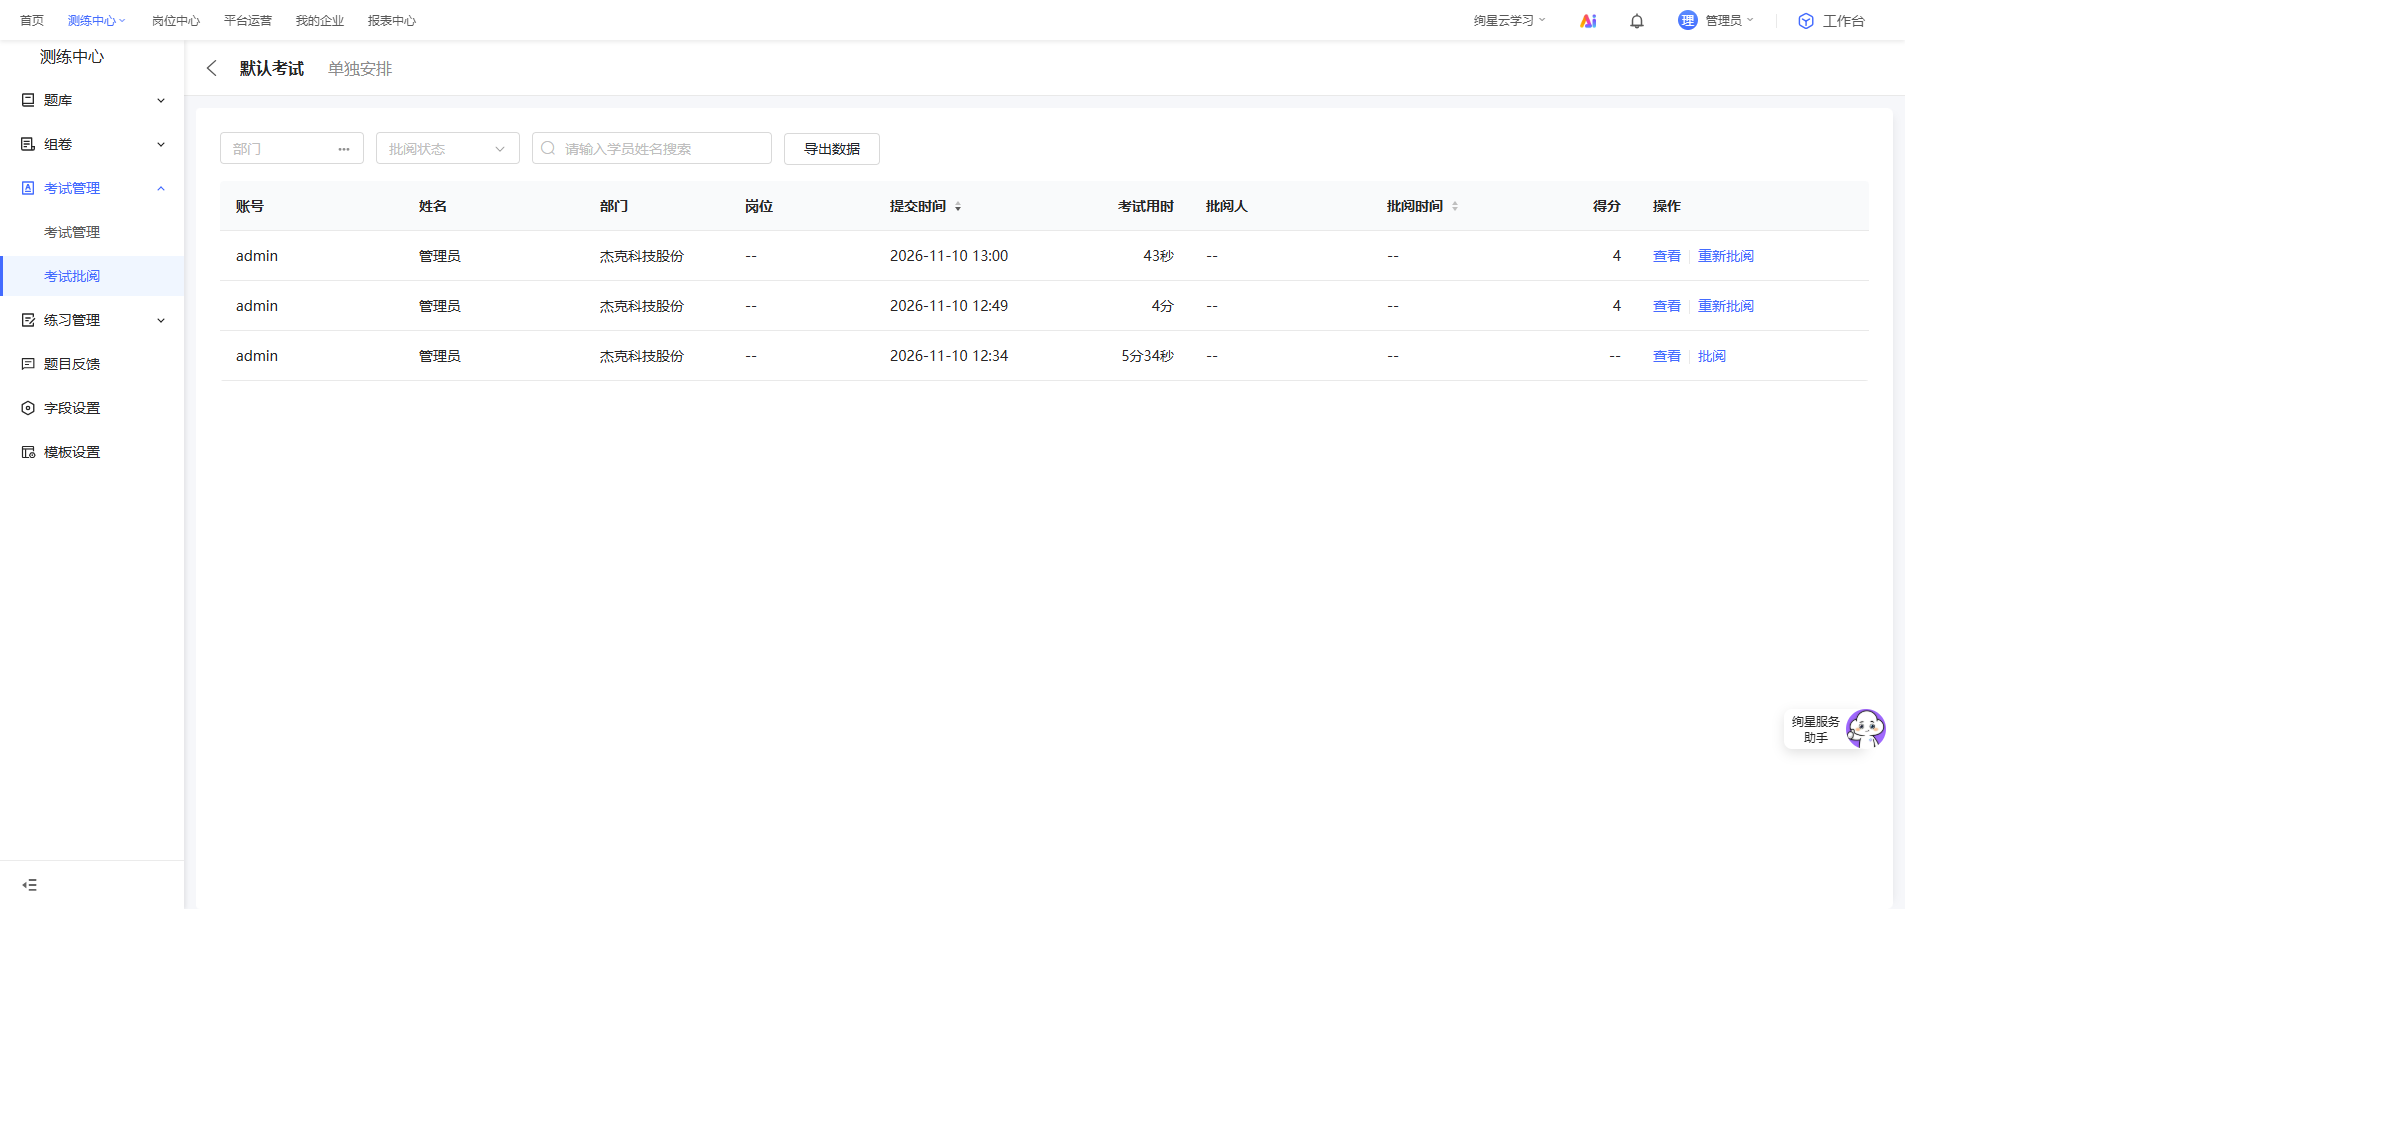 首页 测练中心 岗位中心 平台运营 我的企业 报表中心 绚星云学习 Ai 理 管理员 工作台
测练中心
默认考试 单独安排
题库
组卷
考试管理
考试管理
考试批阅
练习管理
题目反馈
字段设置
模板设置
部门 批阅状态 请输入学员姓名搜索 导出数据
账号 姓名 部门 岗位 提交时间 考试用时 批阅人 批阅时间 得分 操作
admin 管理员 杰克科技股份 -- 2026-11-10 13:00 43秒 -- -- 4 查看 重新批阅
admin 管理员 杰克科技股份 -- 2026-11-10 12:49 4分 -- -- 4 查看 重新批阅
admin 管理员 杰克科技股份 -- 2026-11-10 12:34 5分34秒 -- -- -- 查看 批阅
绚星服务
助手